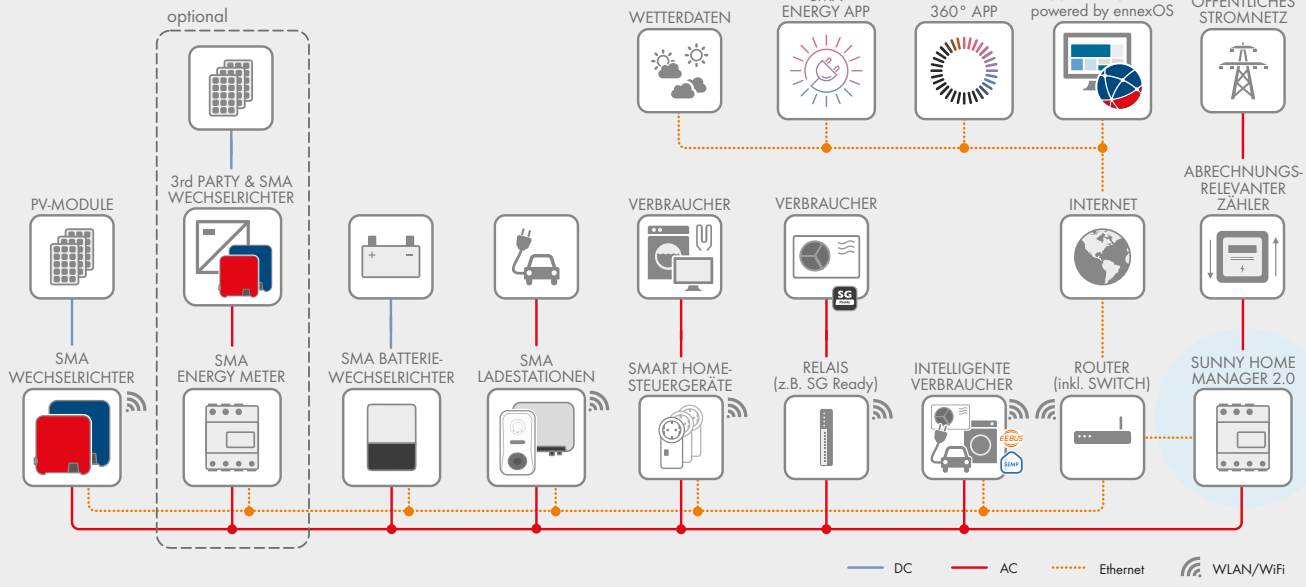 optional
WETTERDATEN
ENERGY APP
360° APP
powered by ennexOS
ÖFFENTLICHES
STROMNETZ
3rd PARTY & SMA
WECHSELRICHTER
PV-MODULE
VERBRAUCHER
VERBRAUCHER
SG
Ready
INTERNET
ABRECHNUNGS-
RELEVANTER
ZÄHLER
SMA
WECHSELRICHTER
SMA
ENERGY METER
SMA BATTERIE-
WECHSELRICHTER
SMA
LADESTATIONEN
SMART HOME-
STEUERGERÄTE
RELAIS
(z.B. SG Ready)
INTELLIGENTE
VERBRAUCHER
EEBUS
SEMP
ROUTER
(inkl. SWITCH)
SUNNY HOME
MANAGER 2.0
DC
AC
Ethernet
WLAN/WiFi